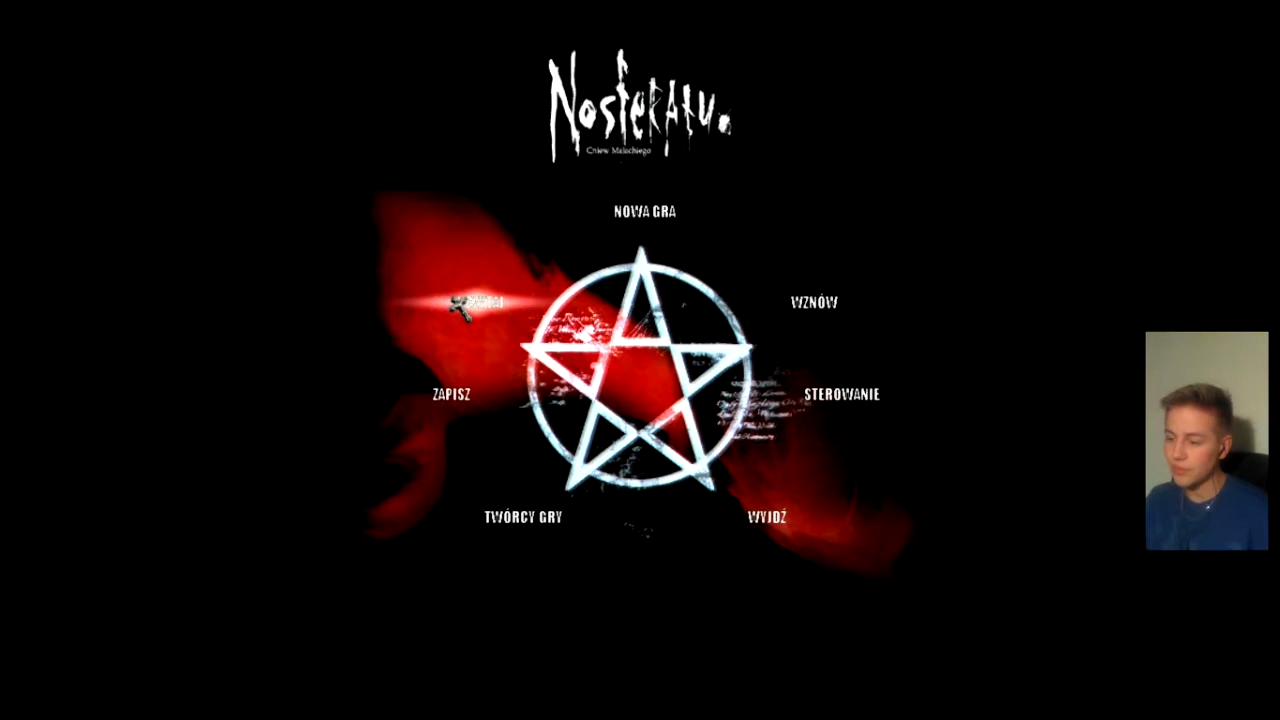 Nosferatu.
Gniew Malachiego
NOWA GRA
WZNÓW
ZAPISZ
STEROWANIE
TWÓRCY GRY
WYJDŹ